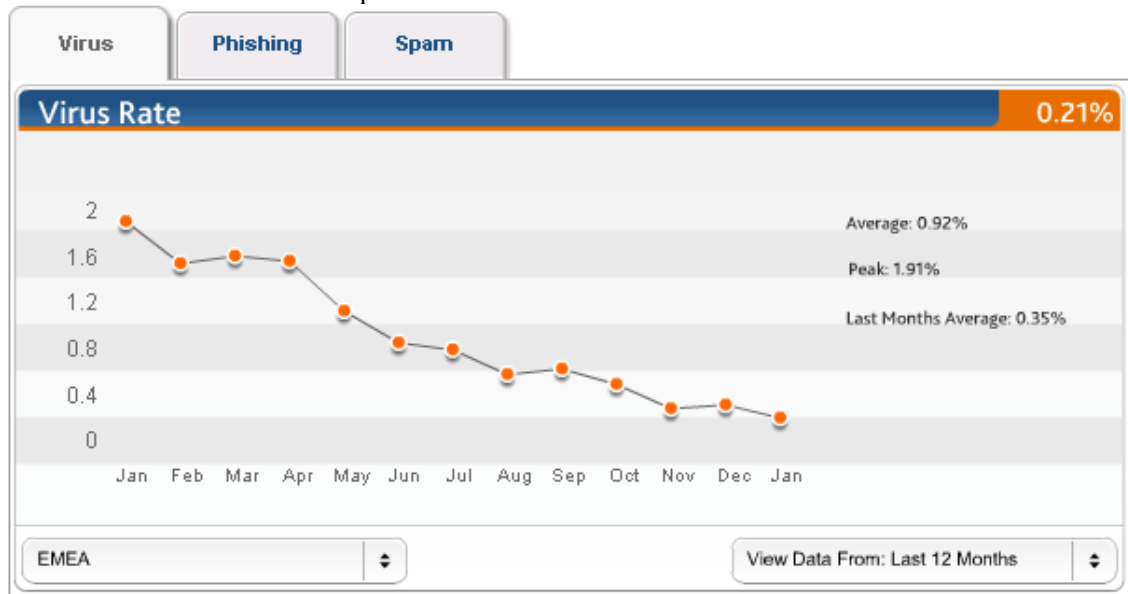 Virus Phishing Spam
Virus Rate 0.21%
2
Average: 0.92%
1.6
Peak: 1.91%
1.2
Last Months Average: 0.35%
0.8
0.4
0
Jan Feb Mar Apr May Jun Jul Aug Sep Oct Nov Dec Jan
EMEA View Data From: Last 12 Months